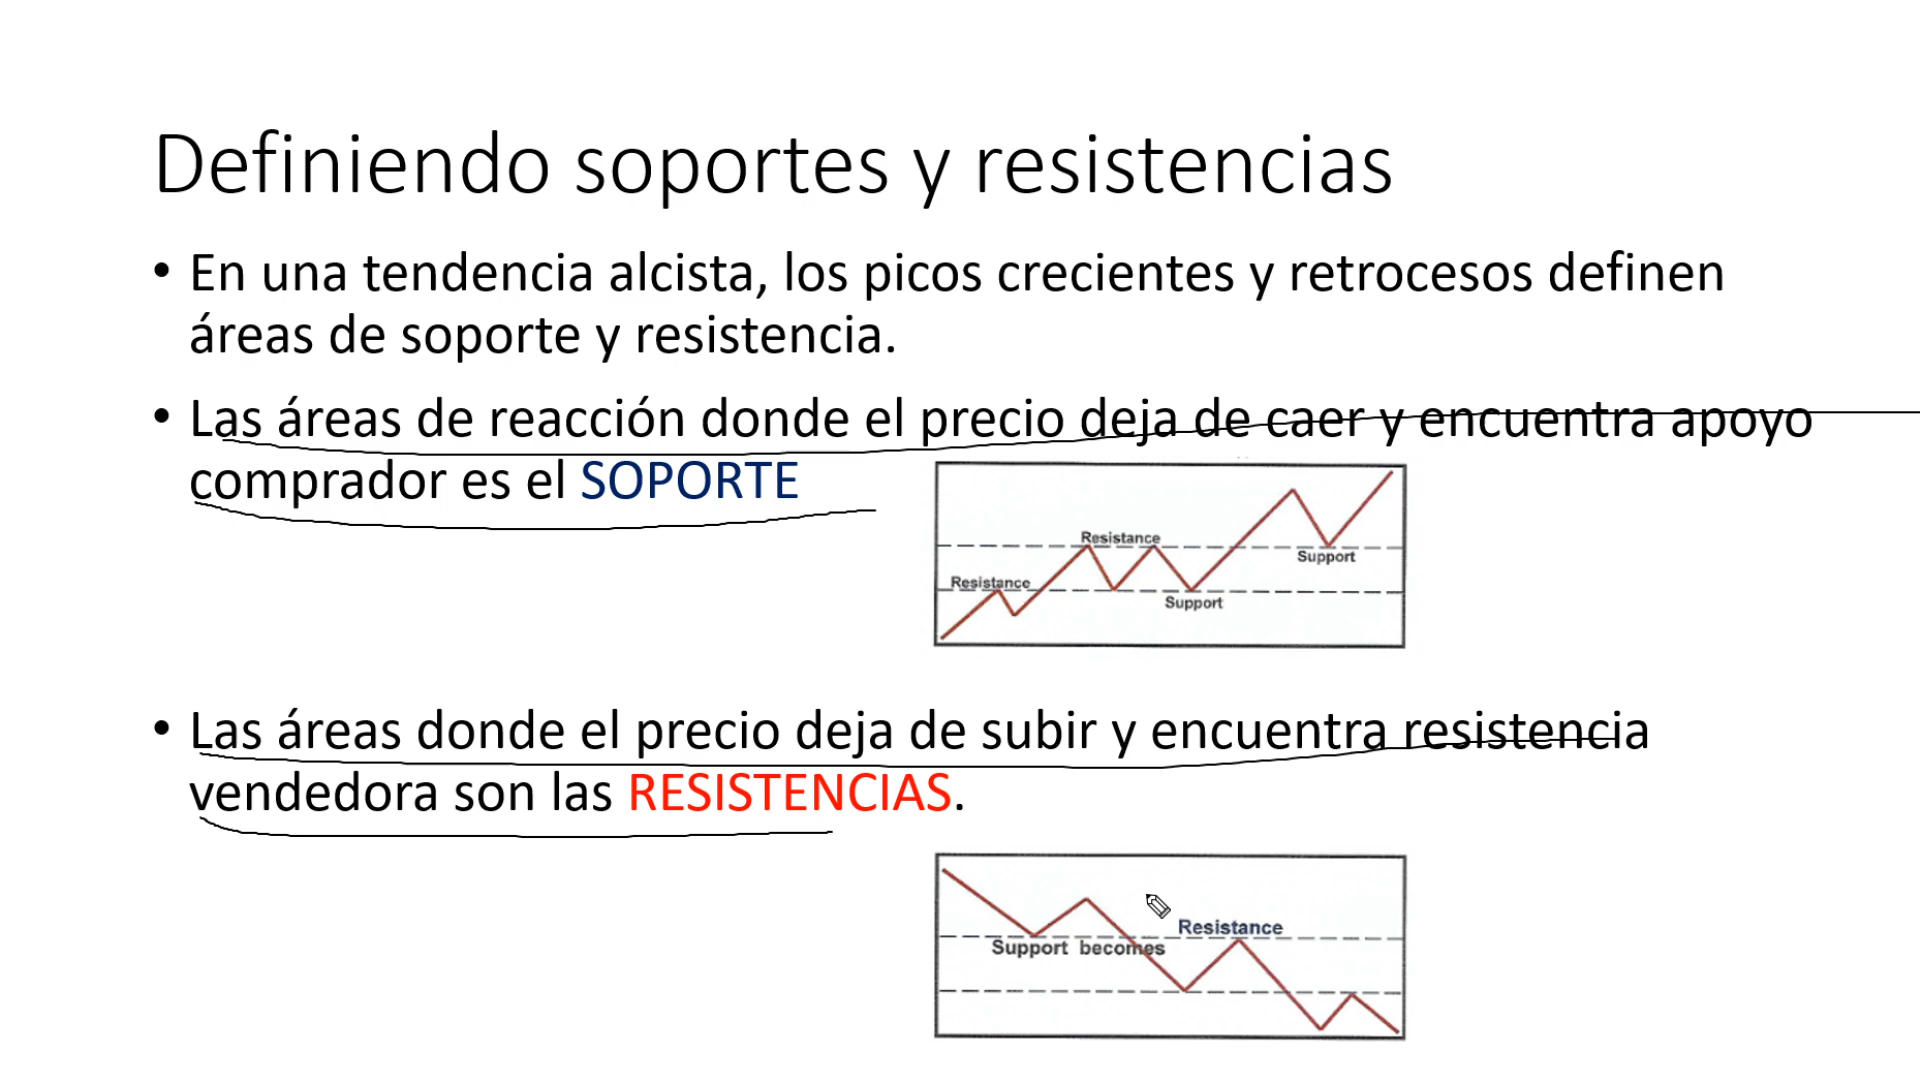 Definiendo soportes y resistencias
• En una tendencia alcista, los picos crecientes y retrocesos definen
áreas de soporte y resistencia.
• Las áreas de reacción donde el precio deja de caer y encuentra apoyo
comprador es el SOPORTE
Resistance
Support
Resistance
Support
• Las áreas donde el precio deja de subir y encuentra resistencia
vendedora son las RESISTENCIAS.
Resistance
Support becomes